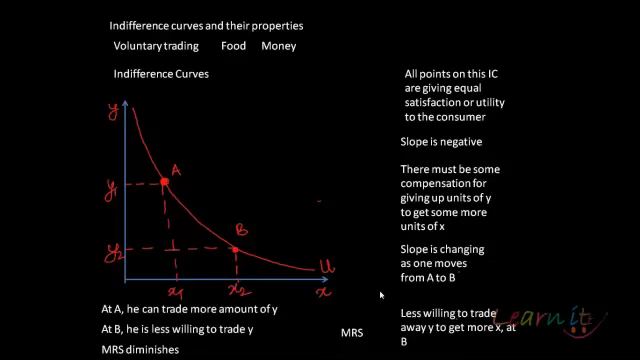 Indifference curves and their properties
Voluntary trading Food Money
Indifference Curves
All points on this IC
are giving equal
satisfaction or utility
to the consumer
Slope is negative
There must be some
compensation for
giving up units of y
to get some more
units of x
Slope is changing
as one moves
from A to B
Less willing to trade
away y to get more x, at
B
y
A
y1
B
y2
U
x1
x2
x
At A, he can trade more amount of y
At B, he is less willing to trade y
MRS
MRS diminishes
Learnit